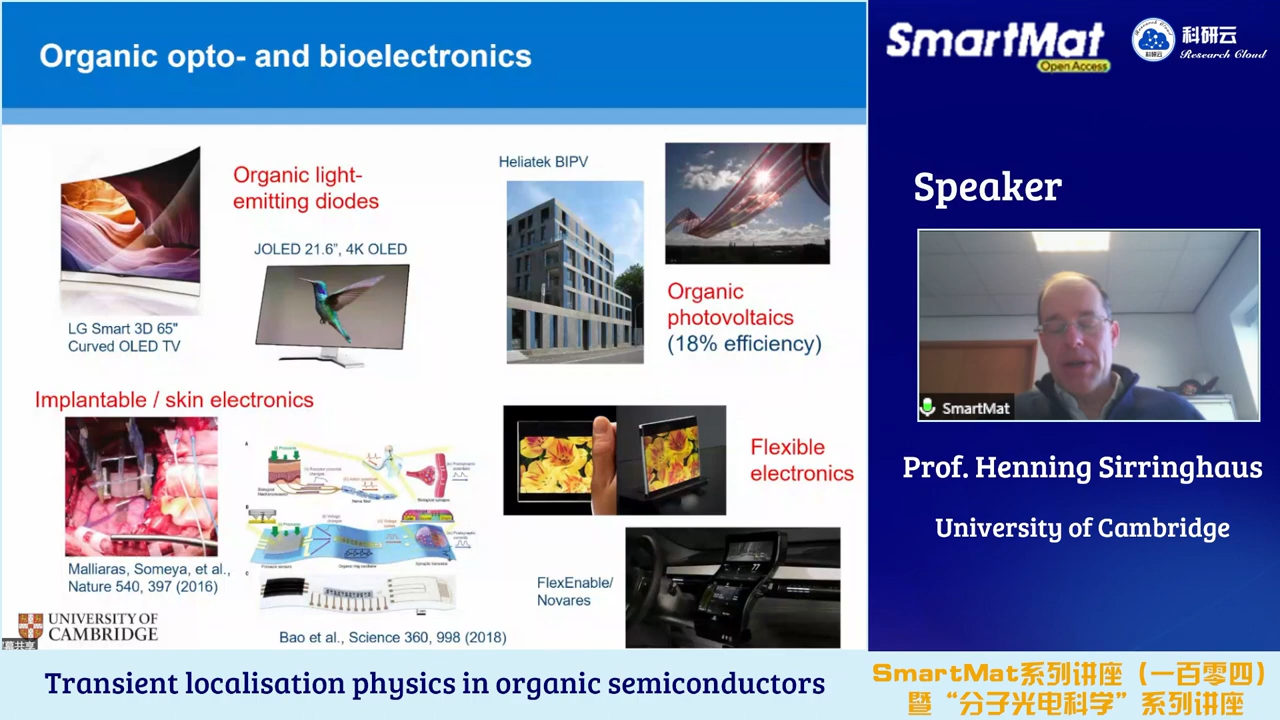 Organic opto- and bioelectronics
Organic light-
emitting diodes
JOLED 21.6", 4K OLED
LG Smart 3D 65"
Curved OLED TV
Heliatek BIPV
Organic
photovoltaics
(18% efficiency)
Implantable / skin electronics
Malliaras, Someya, et al.,
Nature 540, 397 (2016)
Bao et al., Science 360, 998 (2018)
Flexible
electronics
FlexEnable/
Novares
UNIVERSITY OF
CAMBRIDGE
SmartMat
Open Access
科研云
Research Cloud
Speaker
SmartMat
Prof. Henning Sirringhaus
University of Cambridge
Transient localisation physics in organic semiconductors
SmartMat系列讲座（一百零四）
暨“分子光电科学”系列讲座